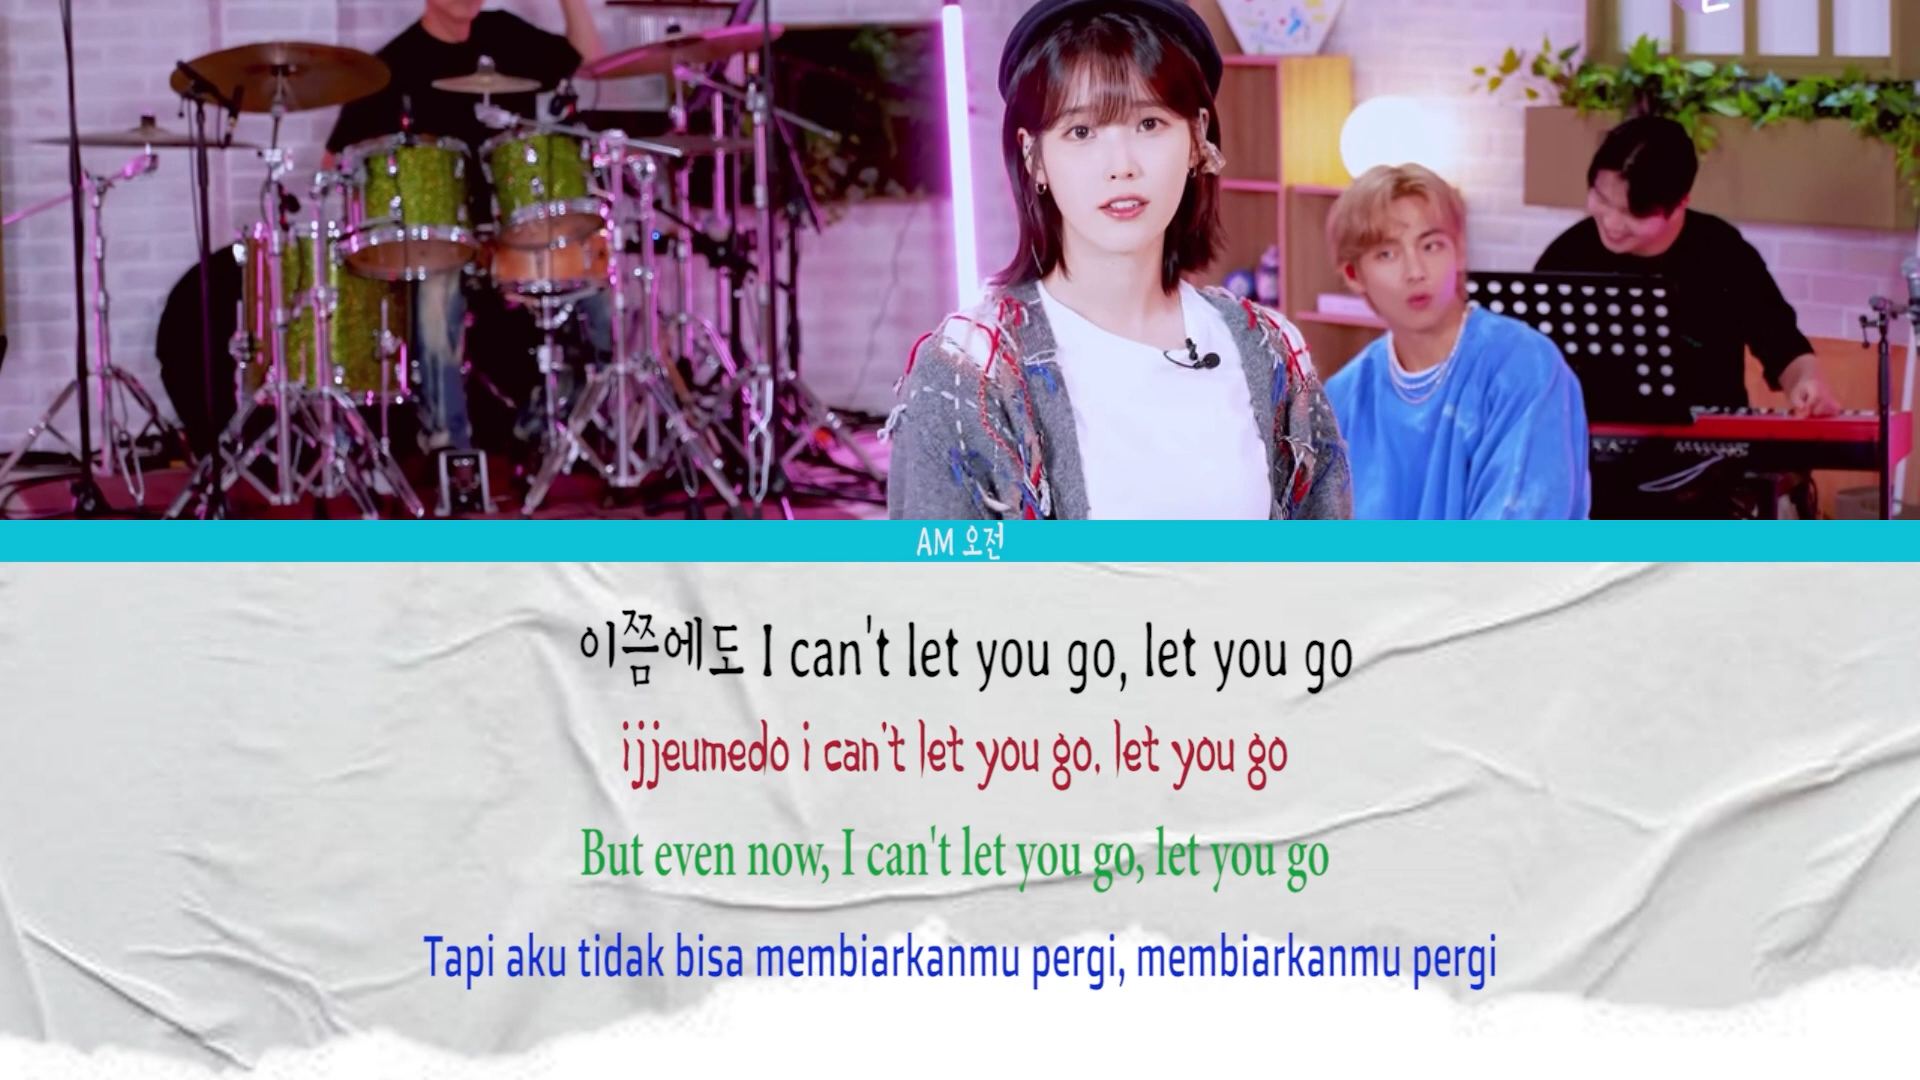 AM 오전
이쯤에도 I can't let you go, let you go
ijjeumedo i can't let you go, let you go
But even now, I can't let you go, let you go
Tapi aku tidak bisa membiarkanmu pergi, membiarkanmu pergi